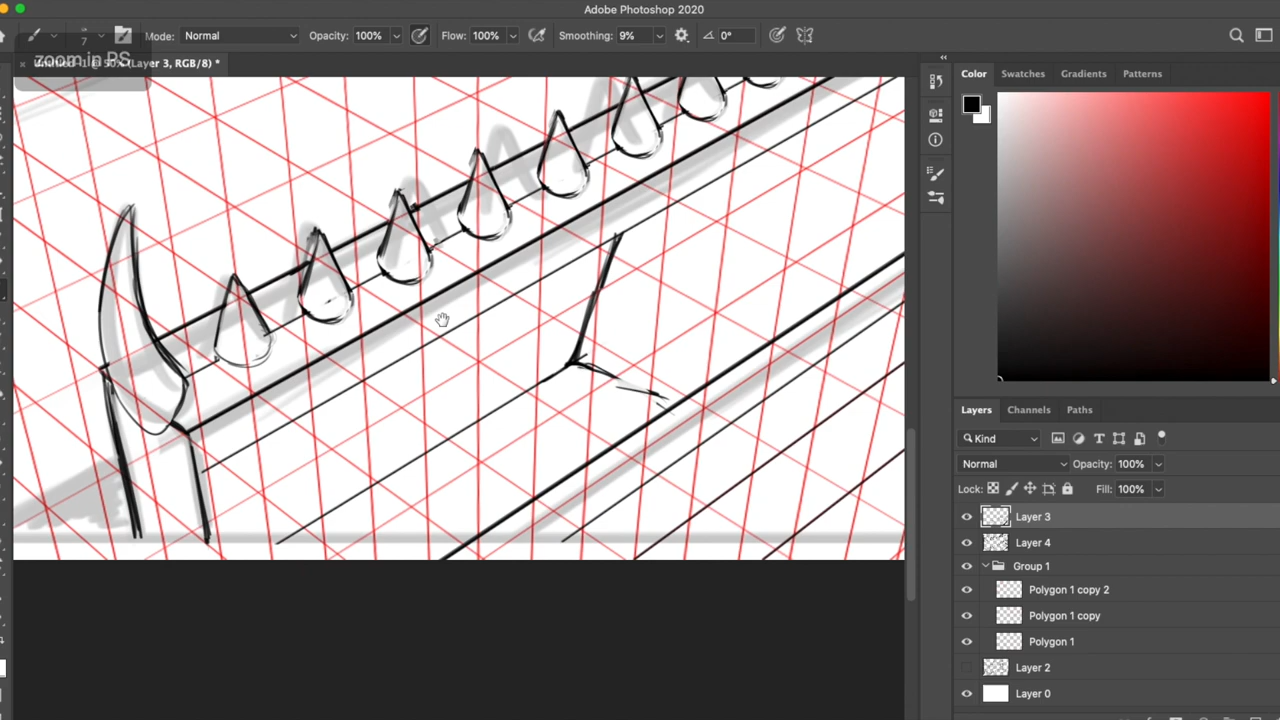 Adobe Photoshop 2020
7 Mode: Normal Opacity: 100% Flow: 100% Smoothing: 9% 0°
zoom in PS
@ 50% (Layer 3, RGB/8) *
Color Swatches Gradients Patterns
Layers Channels Paths
Kind
Normal Opacity: 100%
Lock: Fill: 100%
Layer 3
Layer 4
Group 1
Polygon 1 copy 2
Polygon 1 copy
Polygon 1
Layer 2
Layer 0